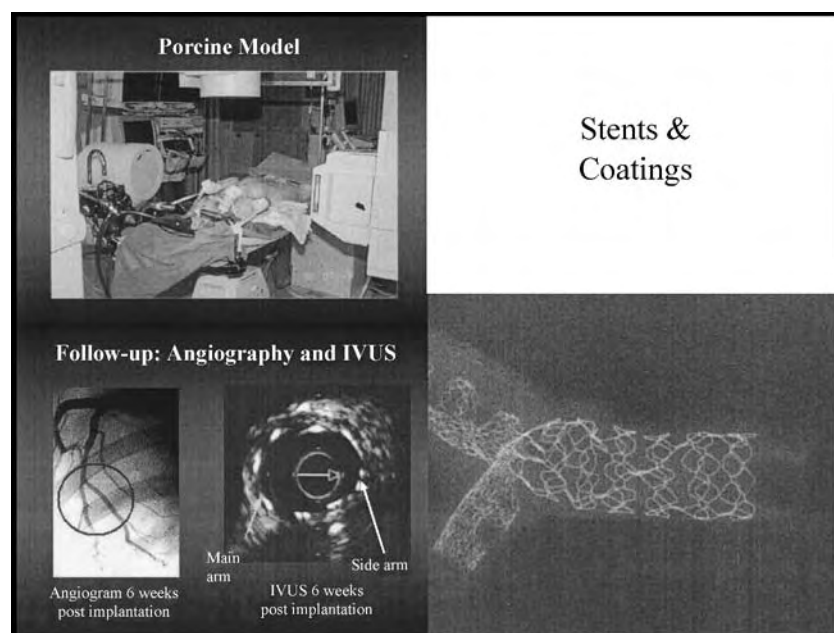 Porcine Model
Stents &
Coatings
Follow-up: Angiography and IVUS
Main
arm
Side arm
Angiogram 6 weeks
post implantation
IVUS 6 weeks
post implantation